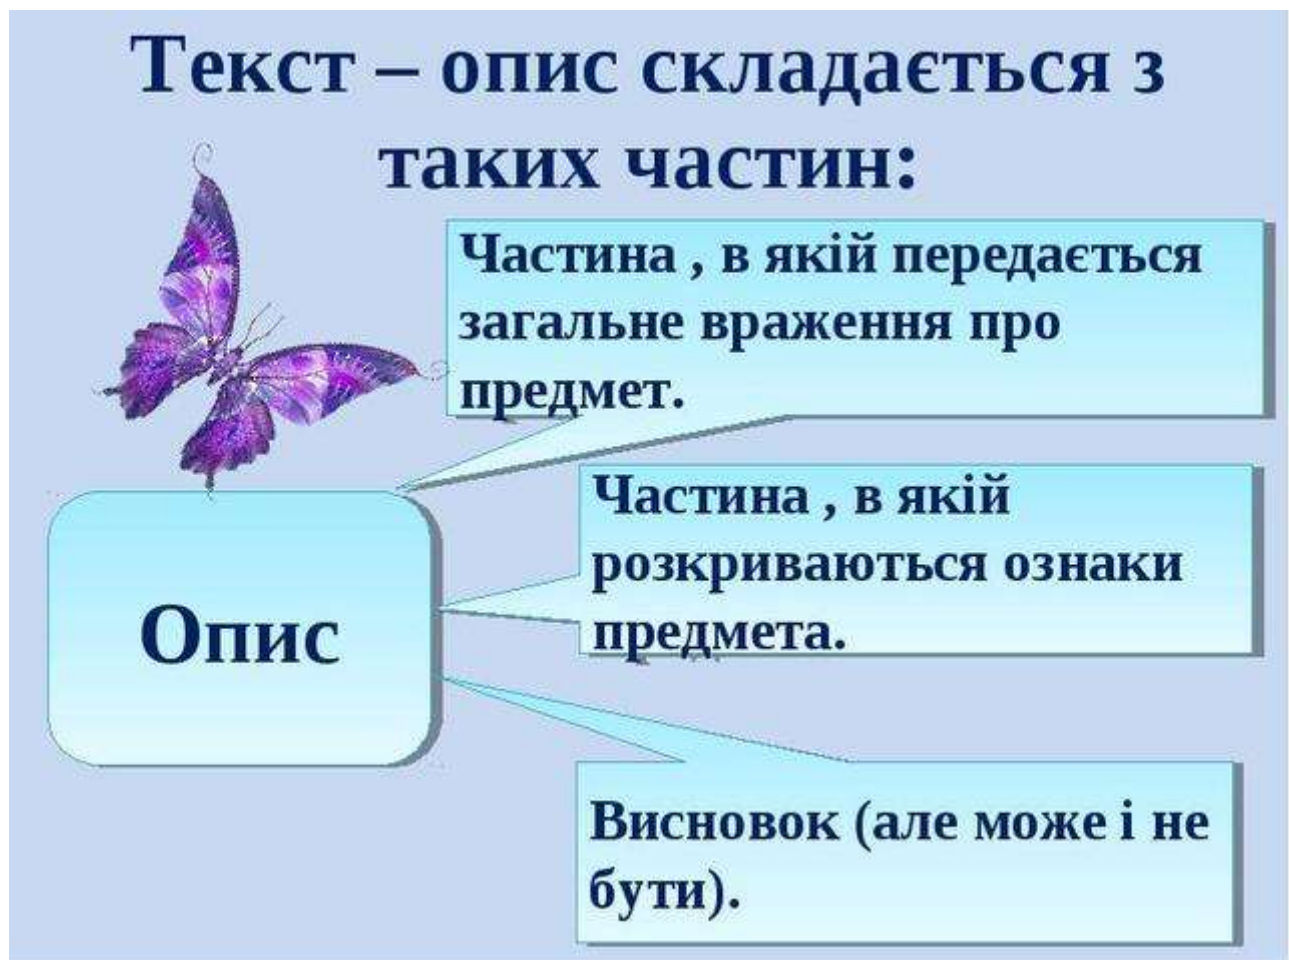 Текст – опис складається з
таких частин:
Частина , в якій передається
загальне враження про
предмет.
Частина , в якій
розкриваються ознаки
предмета.
Опис
Висновок (але може і не
бути).